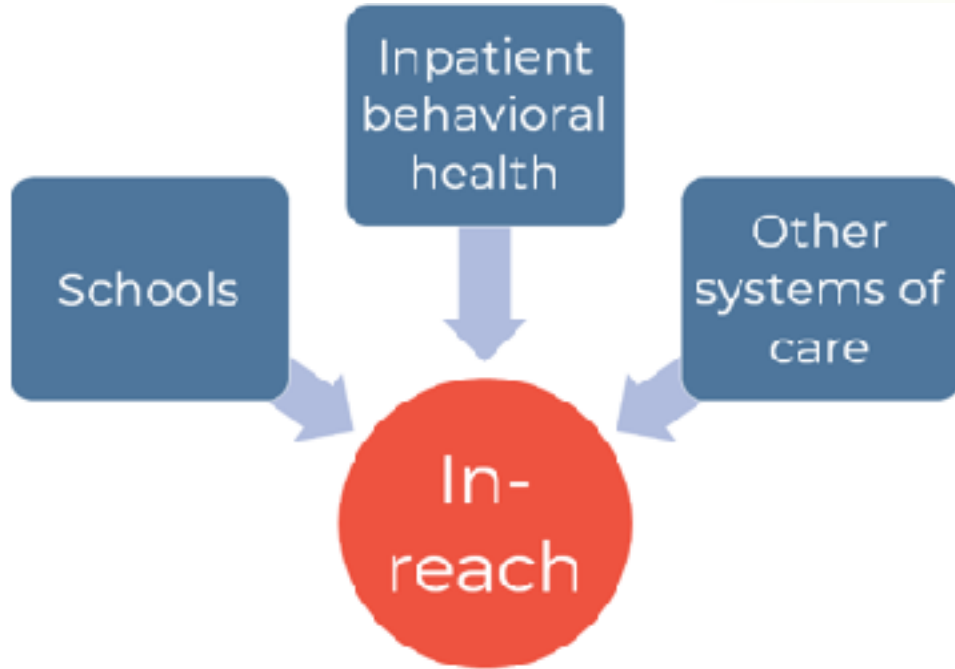 Inpatient
behavioral
health
Schools
Other
systems of
care
In-
reach